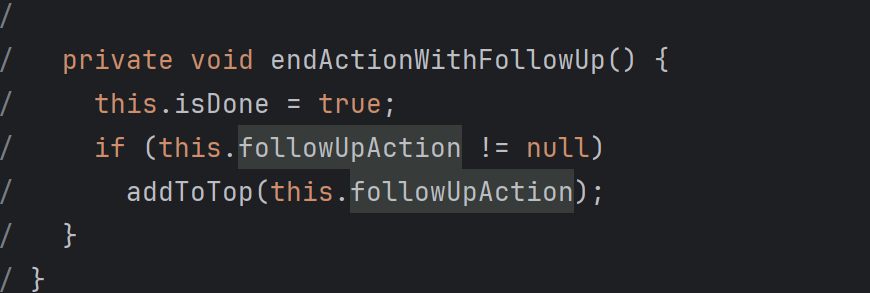 /
/   private void endActionWithFollowUp() {
/     this.isDone = true;
/     if (this.followUpAction != null)
/       addToTop(this.followUpAction);
/   }
/ }